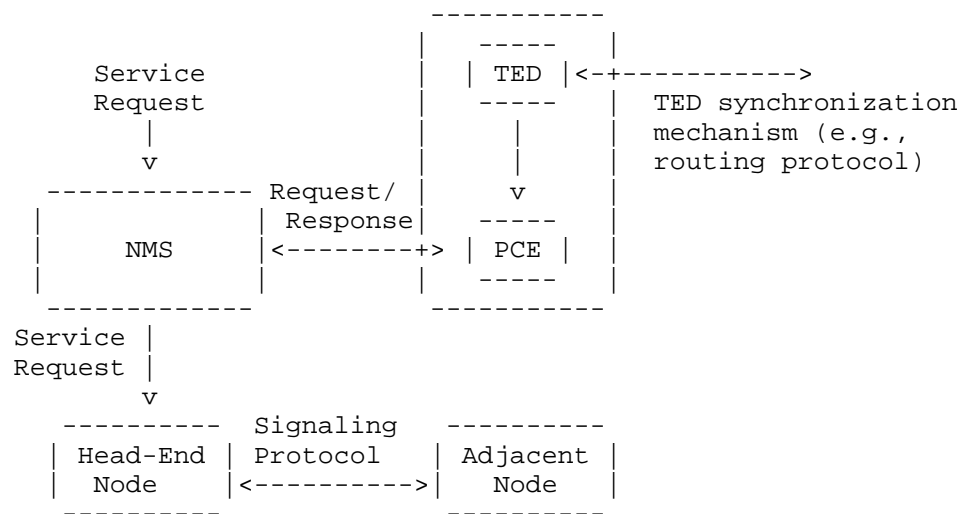 TED
Service
Request
TED synchronization
mechanism (e.g.,
routing protocol)
v
v
Request/
Response
NMS
PCE
Service
Request
v
Signaling
Protocol
Head-End
Node
Adjacent
Node